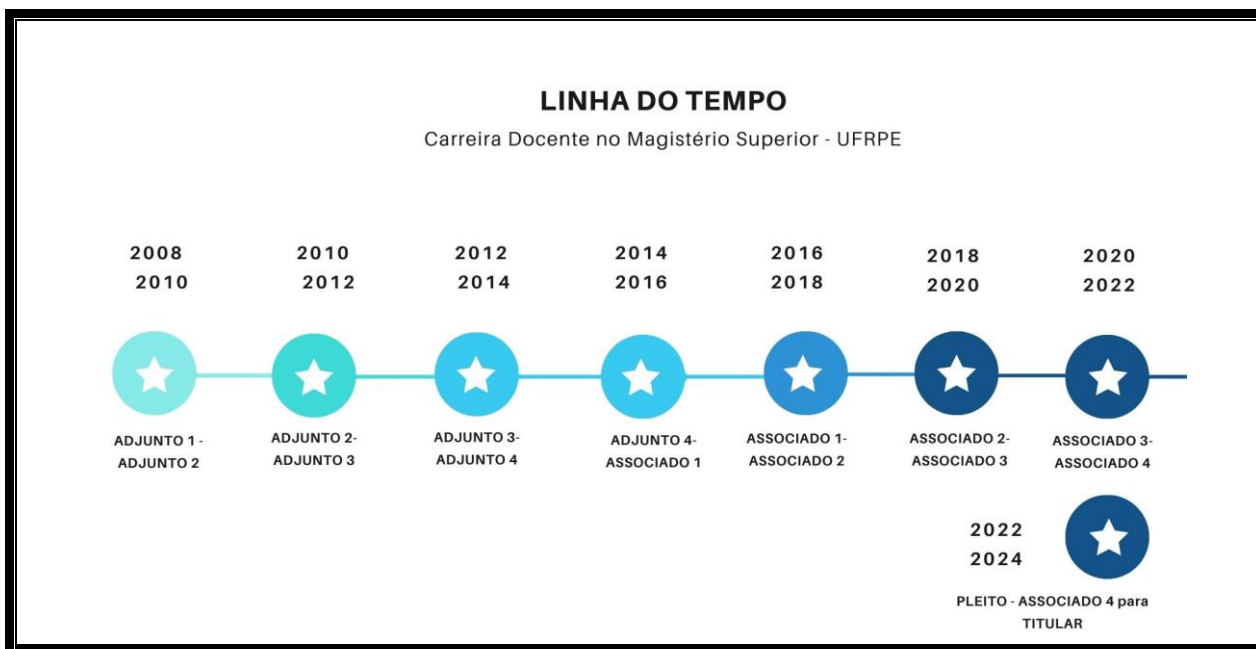 LINHA DO TEMPO
Carreira Docente no Magistério Superior - UFRPE
2008
2010
2010
2012
2012
2014
2014
2016
2016
2018
2018
2020
2020
2022
ADJUNTO 1 -
ADJUNTO 2
ADJUNTO 2-
ADJUNTO 3
ADJUNTO 3-
ADJUNTO 4
ADJUNTO 4-
ASSOCIADO 1
ASSOCIADO 1-
ASSOCIADO 2
ASSOCIADO 2-
ASSOCIADO 3
ASSOCIADO 3-
ASSOCIADO 4
2022
2024
PLEITO - ASSOCIADO 4 para
TITULAR